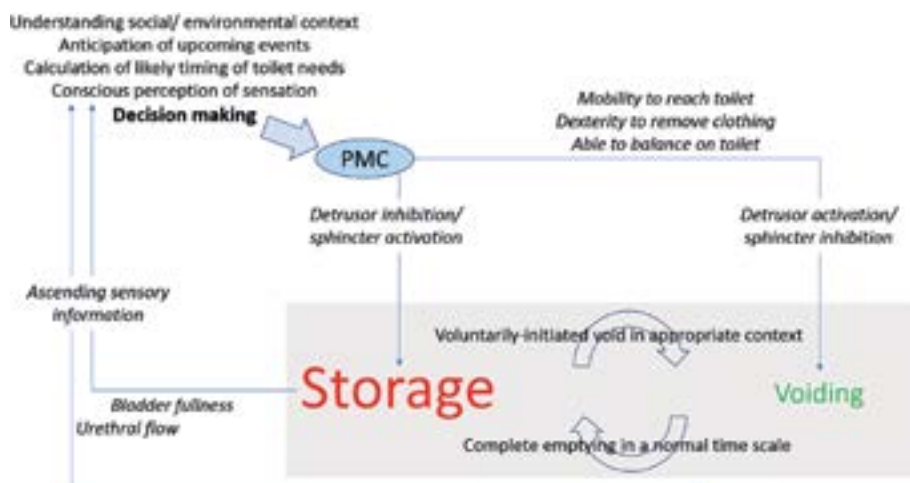 Understanding social/ environmental context
Anticipation of upcoming events
Calculation of likely timing of toilet needs
Conscious perception of sensation
Decision making
PMC
Mobility to reach toilet
Dexterity to remove clothing
Able to balance on toilet
Detrusor inhibition/
sphincter activation
Detrusor activation/
sphincter inhibition
Ascending sensory
information
Voluntarily-initiated void in appropriate context
Storage
Voiding
Bladder fullness
Urethral flow
Complete emptying in a normal time scale